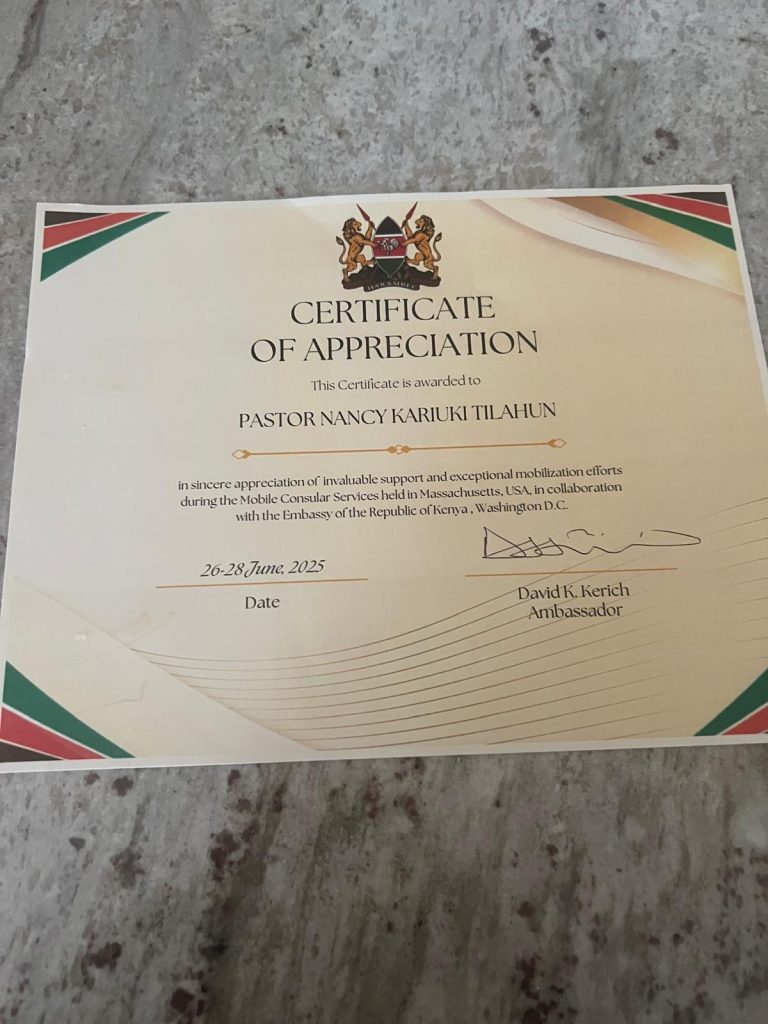 HARAMBEE
CERTIFICATE
OF APPRECIATION
This Certificate is awarded to
PASTOR NANCY KARIUKI TILAHUN
in sincere appreciation of invaluable support and exceptional mobilization efforts
during the Mobile Consular Services held in Massachusetts, USA, in collaboration
with the Embassy of the Republic of Kenya , Washington D.C.
26-28 June, 2025
Date
David K. Kerich
Ambassador